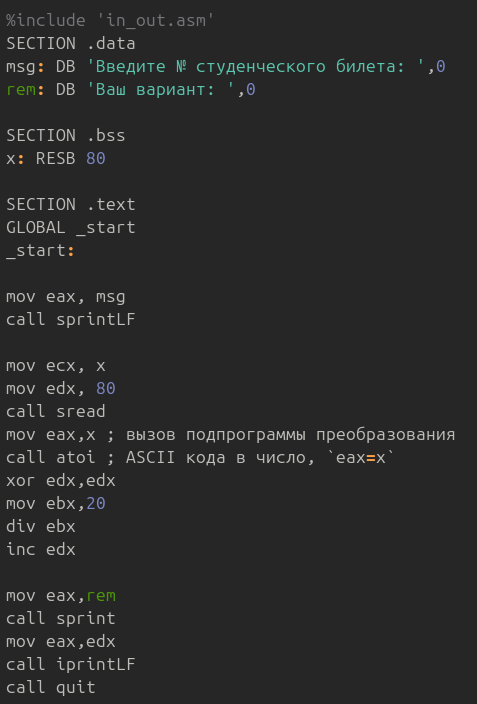 %include 'in_out.asm'
SECTION .data
msg: DB 'Введите № студенческого билета: ',0
rem: DB 'Ваш вариант: ',0
SECTION .bss
x: RESB 80
SECTION .text
GLOBAL _start
_start:
mov eax, msg
call sprintLF
mov ecx, x
mov edx, 80
call sread
mov eax,x ; вызов подпрограммы преобразования
call atoi ; ASCII кода в число, `eax=x`
xor edx,edx
mov ebx,20
div ebx
inc edx
mov eax,rem
call sprint
mov eax,edx
call iprintLF
call quit